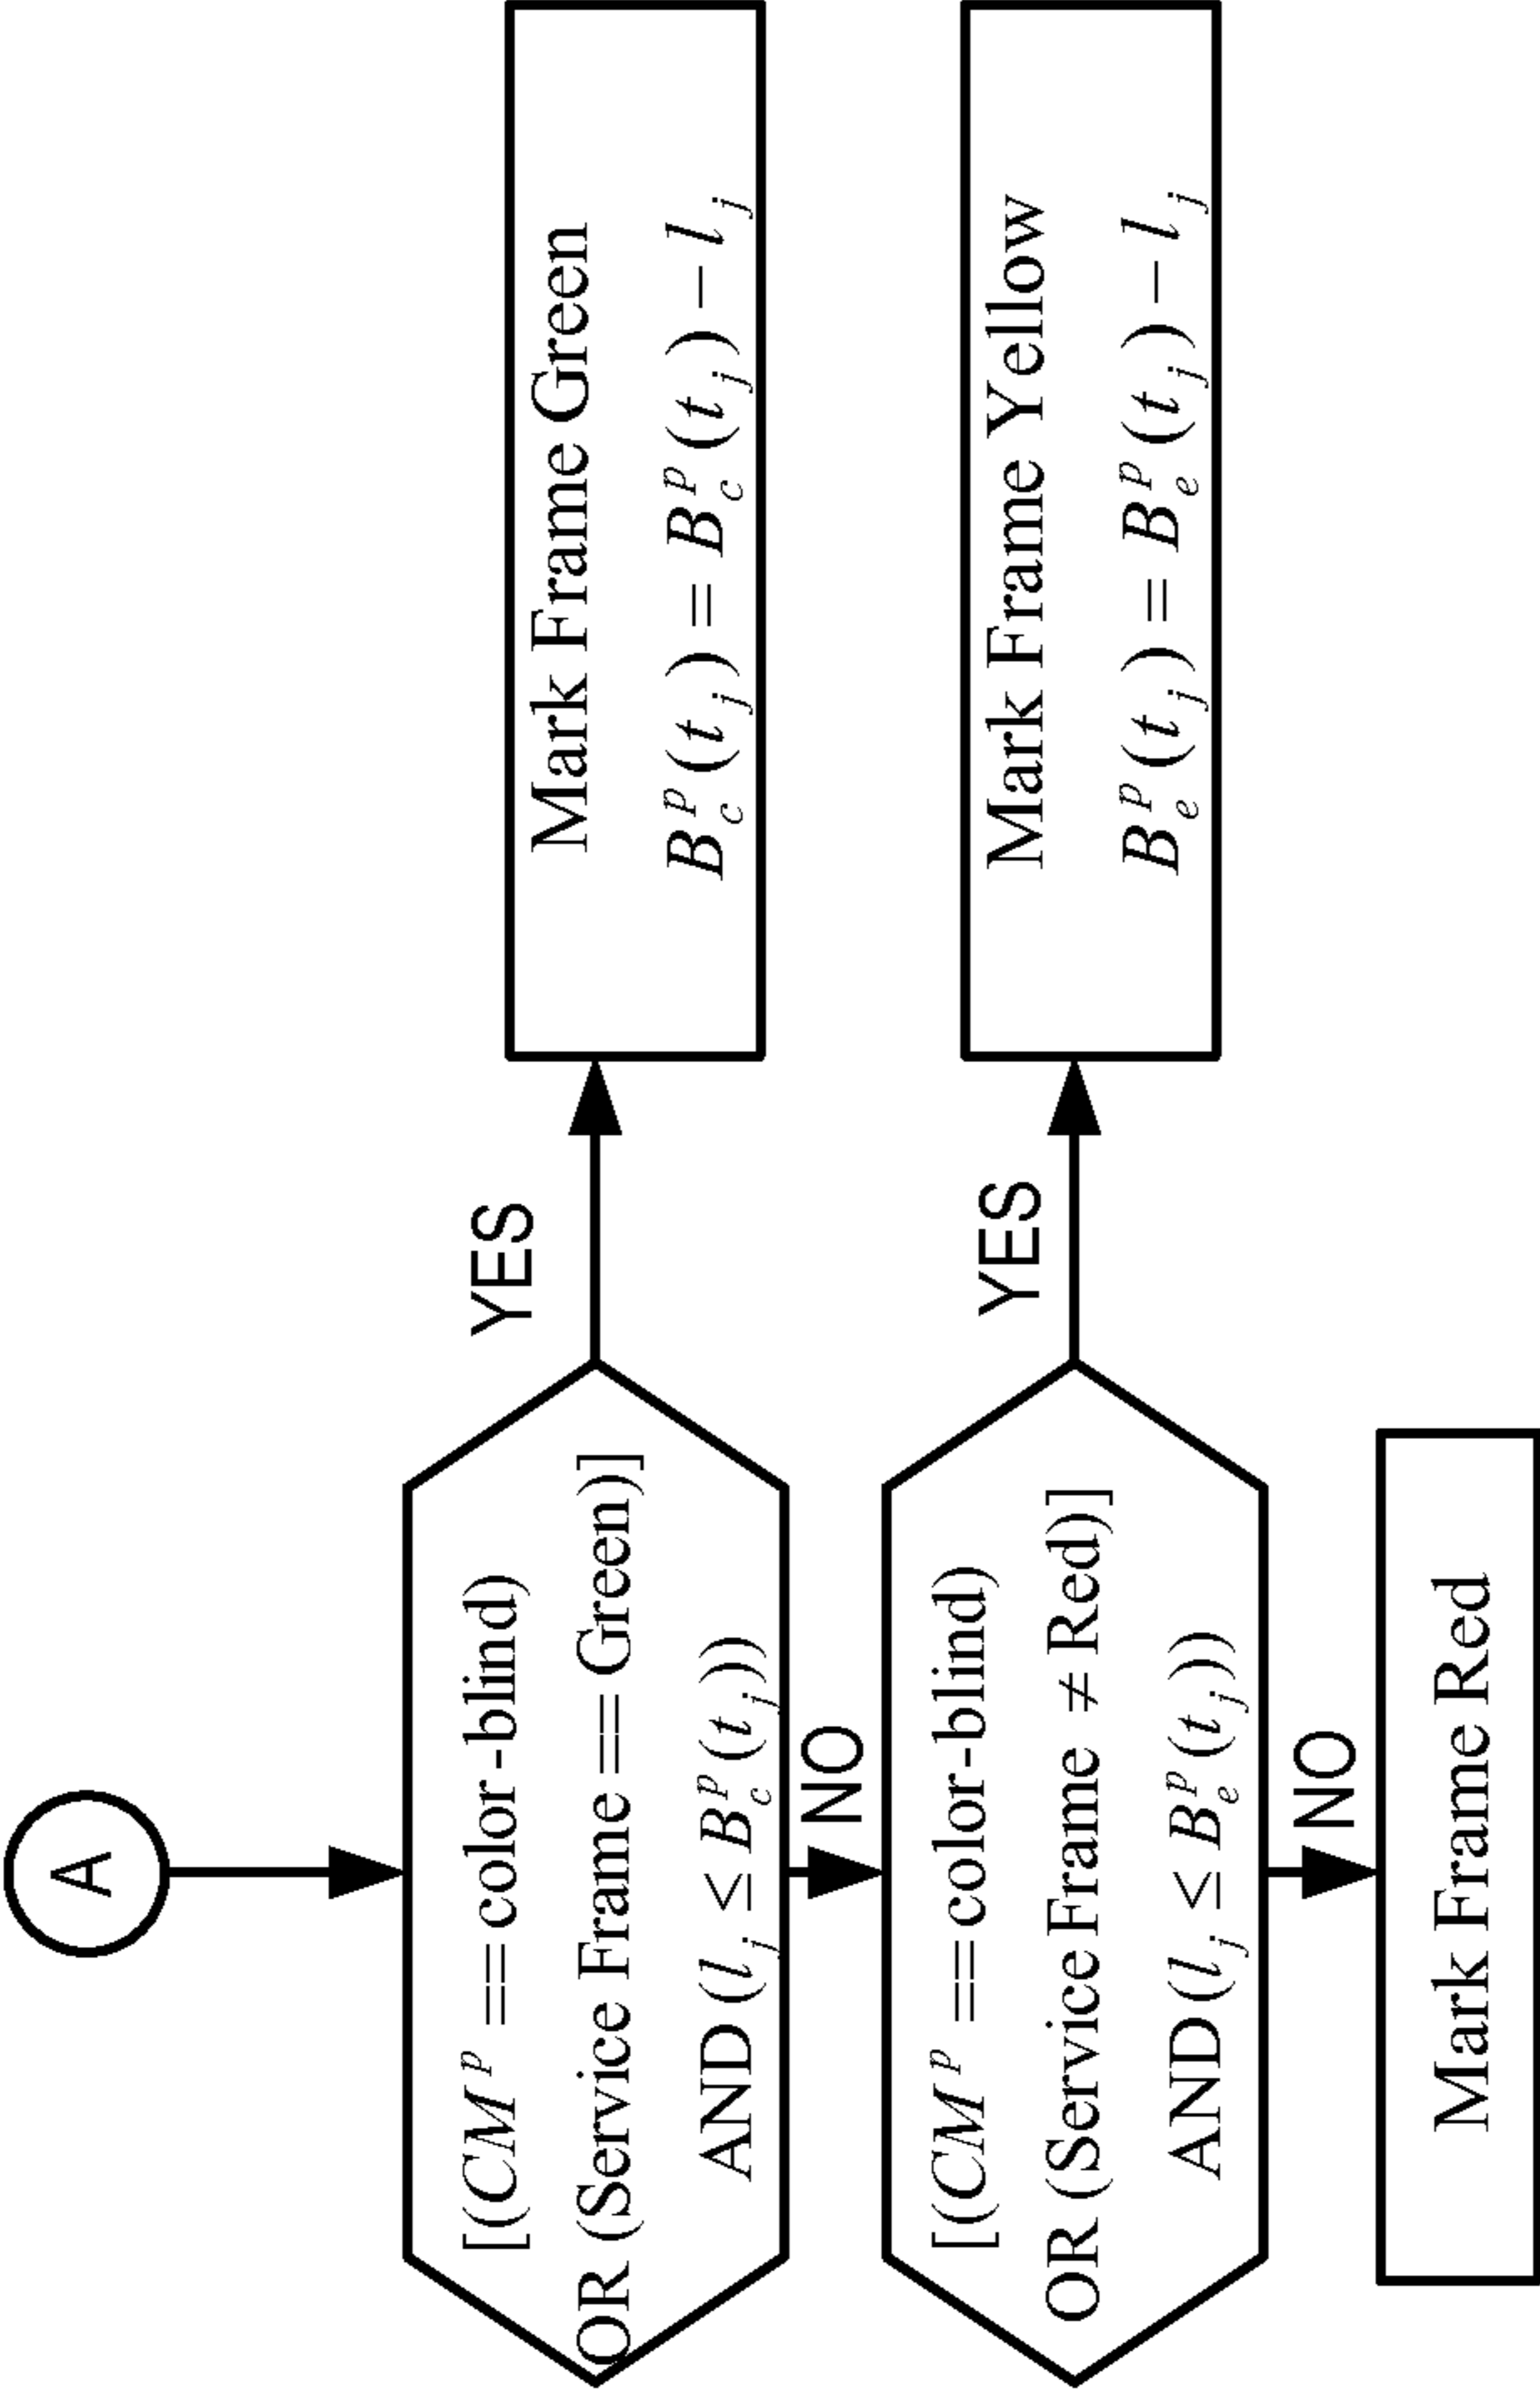 A
[((CM^p == color-blind)
OR (Service Frame == Green)]
AND (l_j ≤ B_c^p(t_j)))
YES
Mark Frame Green
B_c^p(t_j) = B_c^p(t_j) − l_j
NO
[((CM^p == color-blind)
OR (Service Frame ≠ Red)]
AND (l_j ≤ B_e^p(t_j)))
YES
Mark Frame Yellow
B_e^p(t_j) = B_e^p(t_j) − l_j
NO
Mark Frame Red